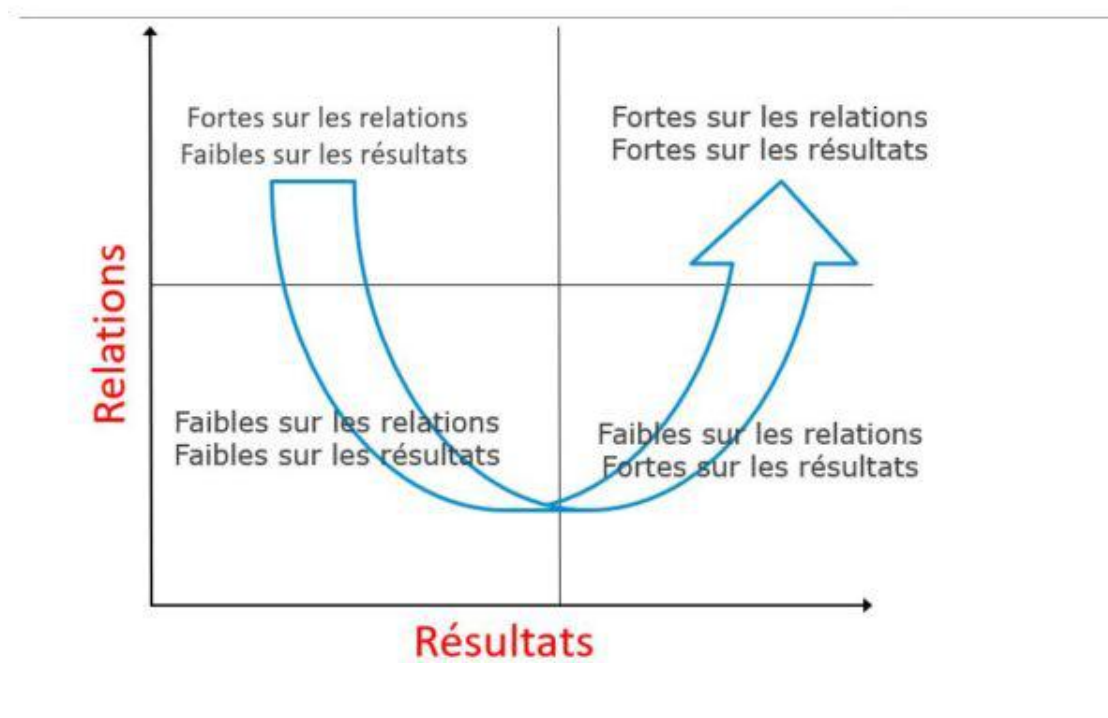 Fortes sur les relations
Faibles sur les résultats
Fortes sur les relations
Fortes sur les résultats
Relations
Faibles sur les relations
Faibles sur les résultats
Faibles sur les relations
Fortes sur les résultats
Résultats